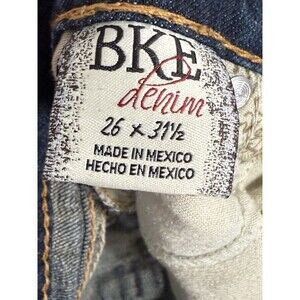 BKE
denim
26 x 31½
MADE IN MEXICO
HECHO EN MEXICO